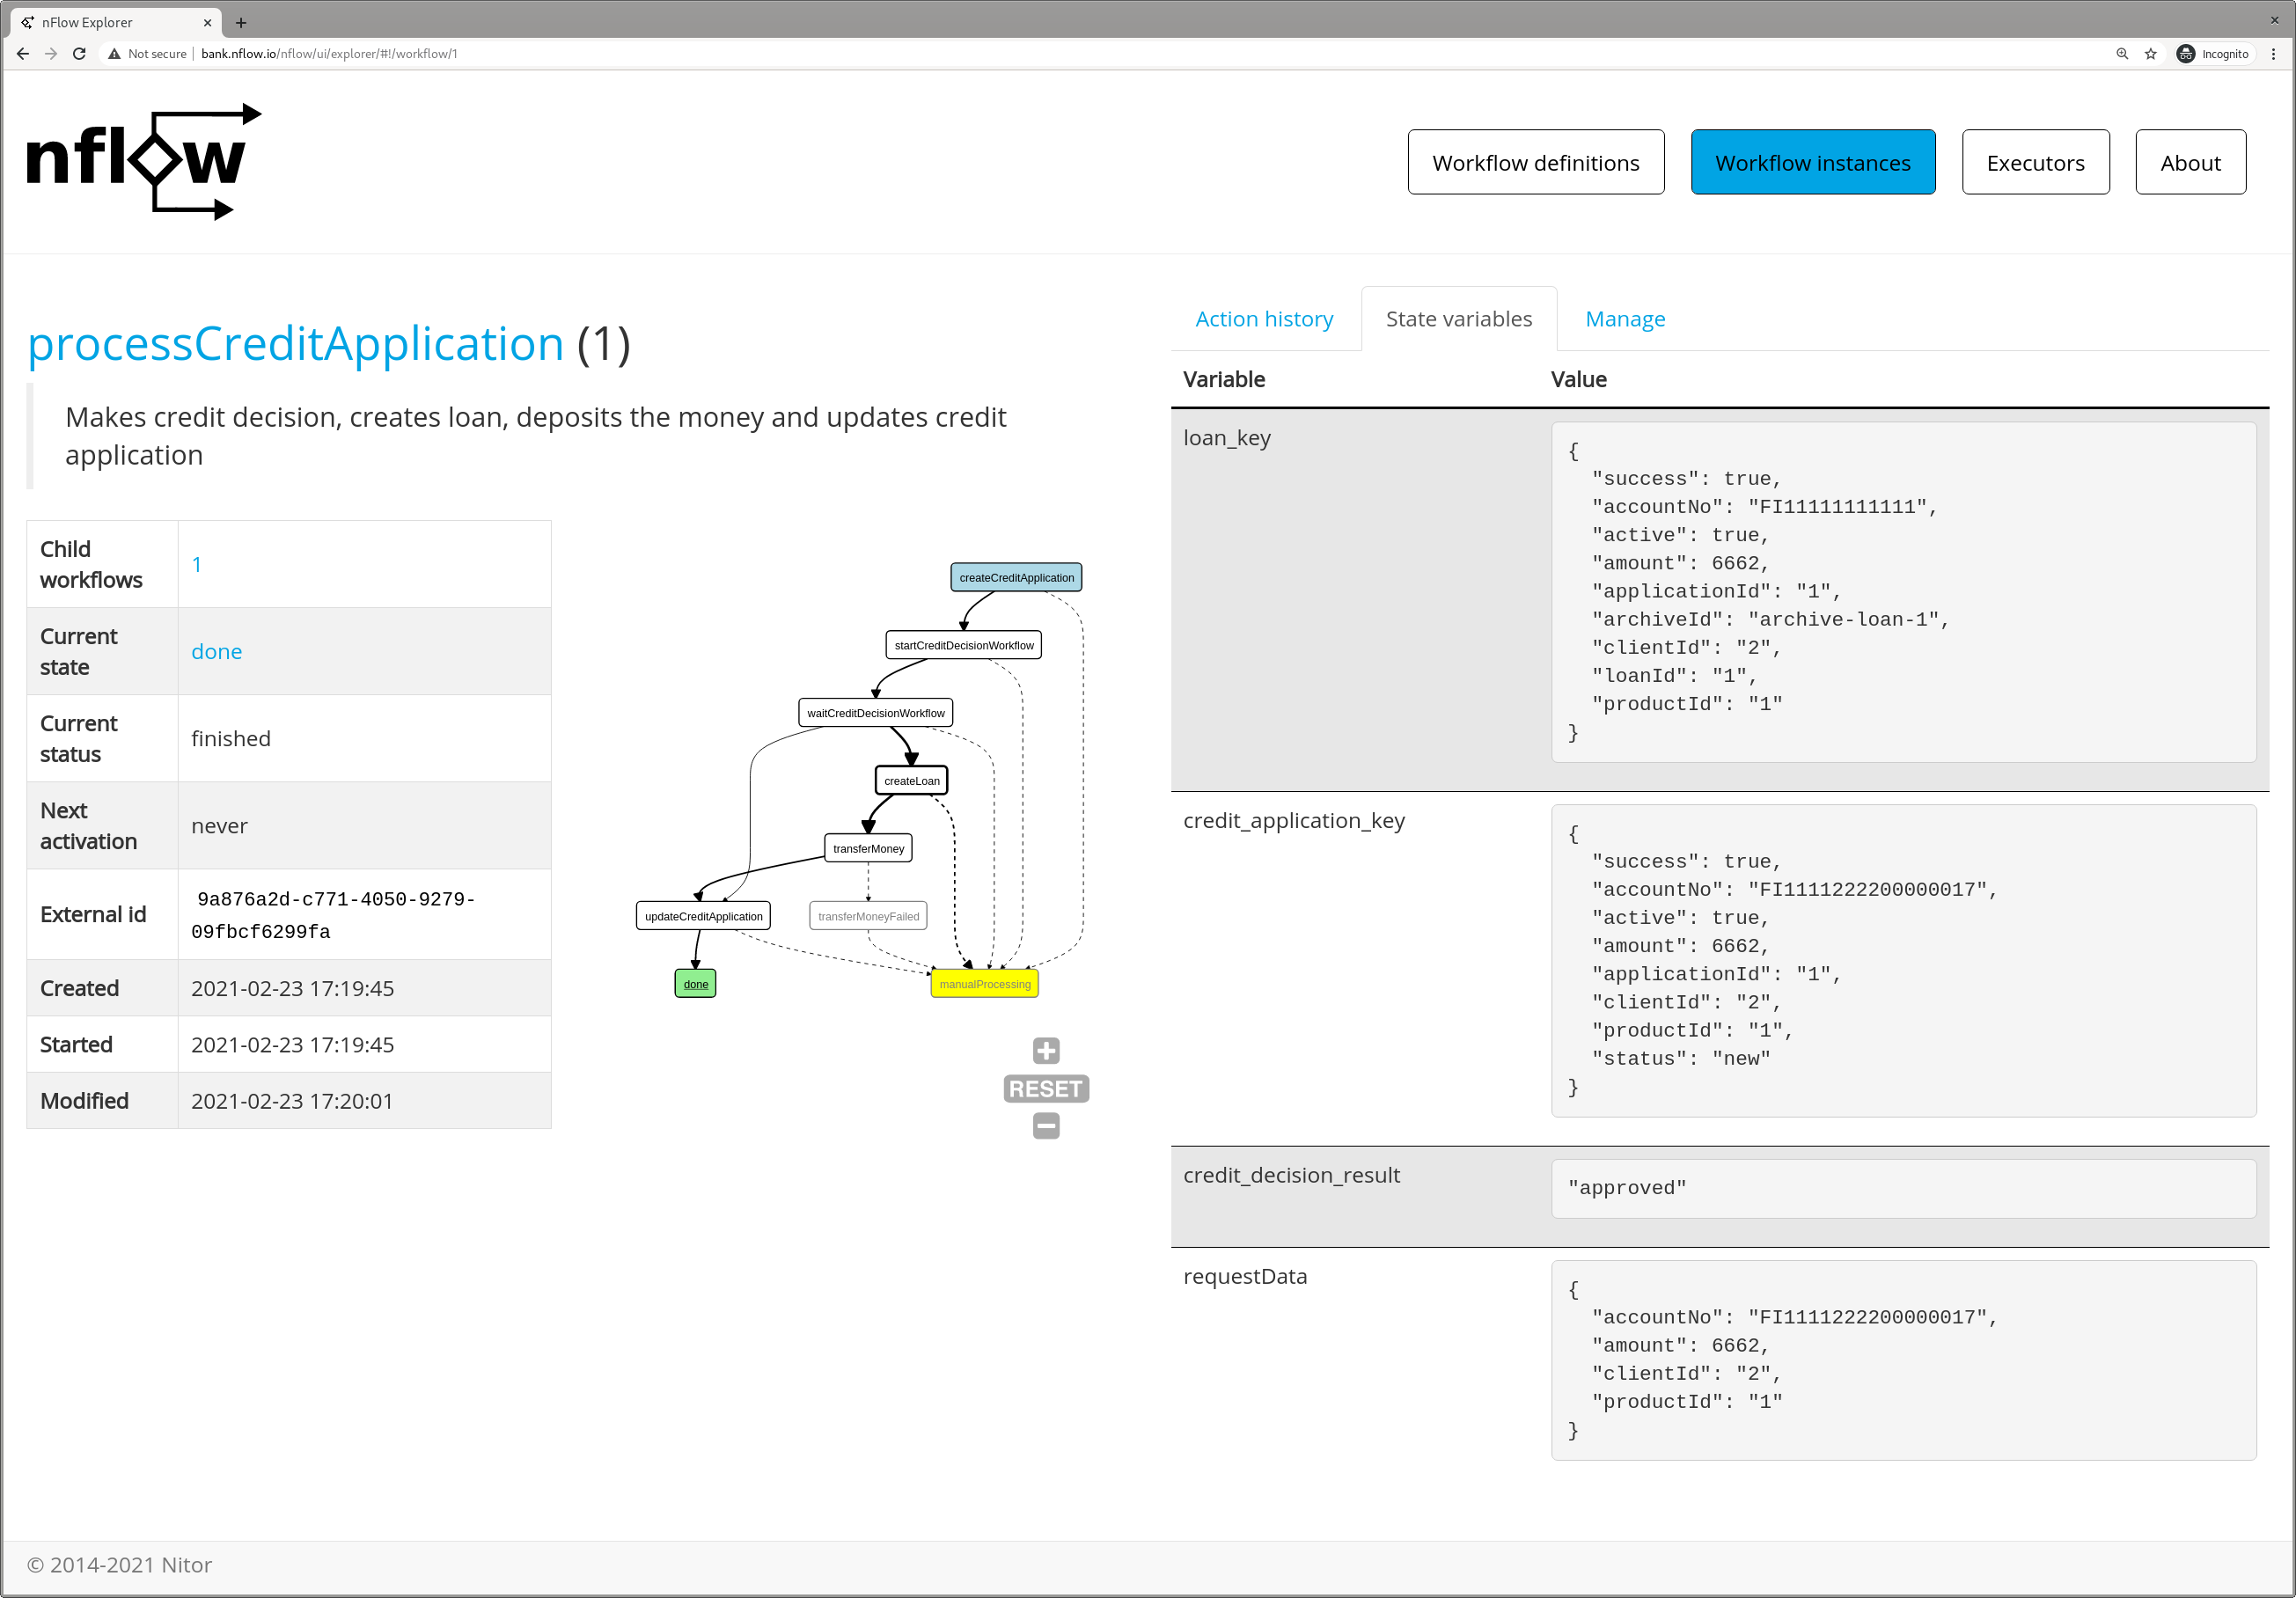 nFlow Explorer
Not secure
bank.nflow.io/nflow/ui/explorer/#!/workflow/1
Incognito
nflow
Workflow definitions
Workflow instances
Executors
About
processCreditApplication (1)
Makes credit decision, creates loan, deposits the money and updates credit
application
Child
workflows
1
Current
state
done
Current
status
finished
Next
activation
never
External id
9a876a2d-c771-4050-9279-
09fbcf6299fa
Created
2021-02-23 17:19:45
Started
2021-02-23 17:19:45
Modified
2021-02-23 17:20:01
createCreditApplication
startCreditDecisionWorkflow
waitCreditDecisionWorkflow
createLoan
transferMoney
updateCreditApplication
transferMoneyFailed
done
manualProcessing
RESET
Action history
State variables
Manage
Variable
Value
loan_key
{
"success": true,
"accountNo": "FI11111111111",
"active": true,
"amount": 6662,
"applicationId": "1",
"archiveId": "archive-loan-1",
"clientId": "2",
"loanId": "1",
"productId": "1"
}
credit_application_key
{
"success": true,
"accountNo": "FI1111222200000017",
"active": true,
"amount": 6662,
"applicationId": "1",
"clientId": "2",
"productId": "1",
"status": "new"
}
credit_decision_result
"approved"
requestData
{
"accountNo": "FI1111222200000017",
"amount": 6662,
"clientId": "2",
"productId": "1"
}
© 2014-2021 Nitor